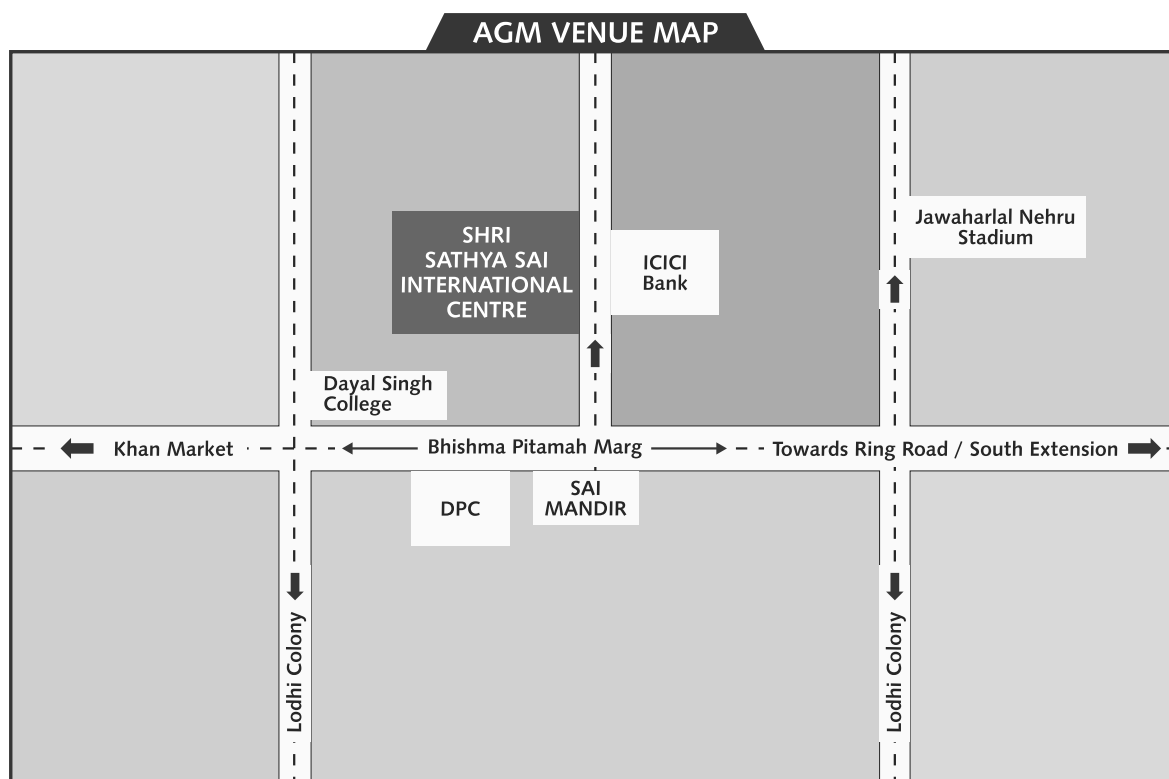 AGM VENUE MAP
Jawaharlal Nehru
Stadium
SHRI
SATHYA SAI
INTERNATIONAL
CENTRE
ICICI
Bank
Dayal Singh
College
Khan Market
Bhishma Pitamah Marg
Towards Ring Road / South Extension
DPC
SAI
MANDIR
Lodhi Colony
Lodhi Colony